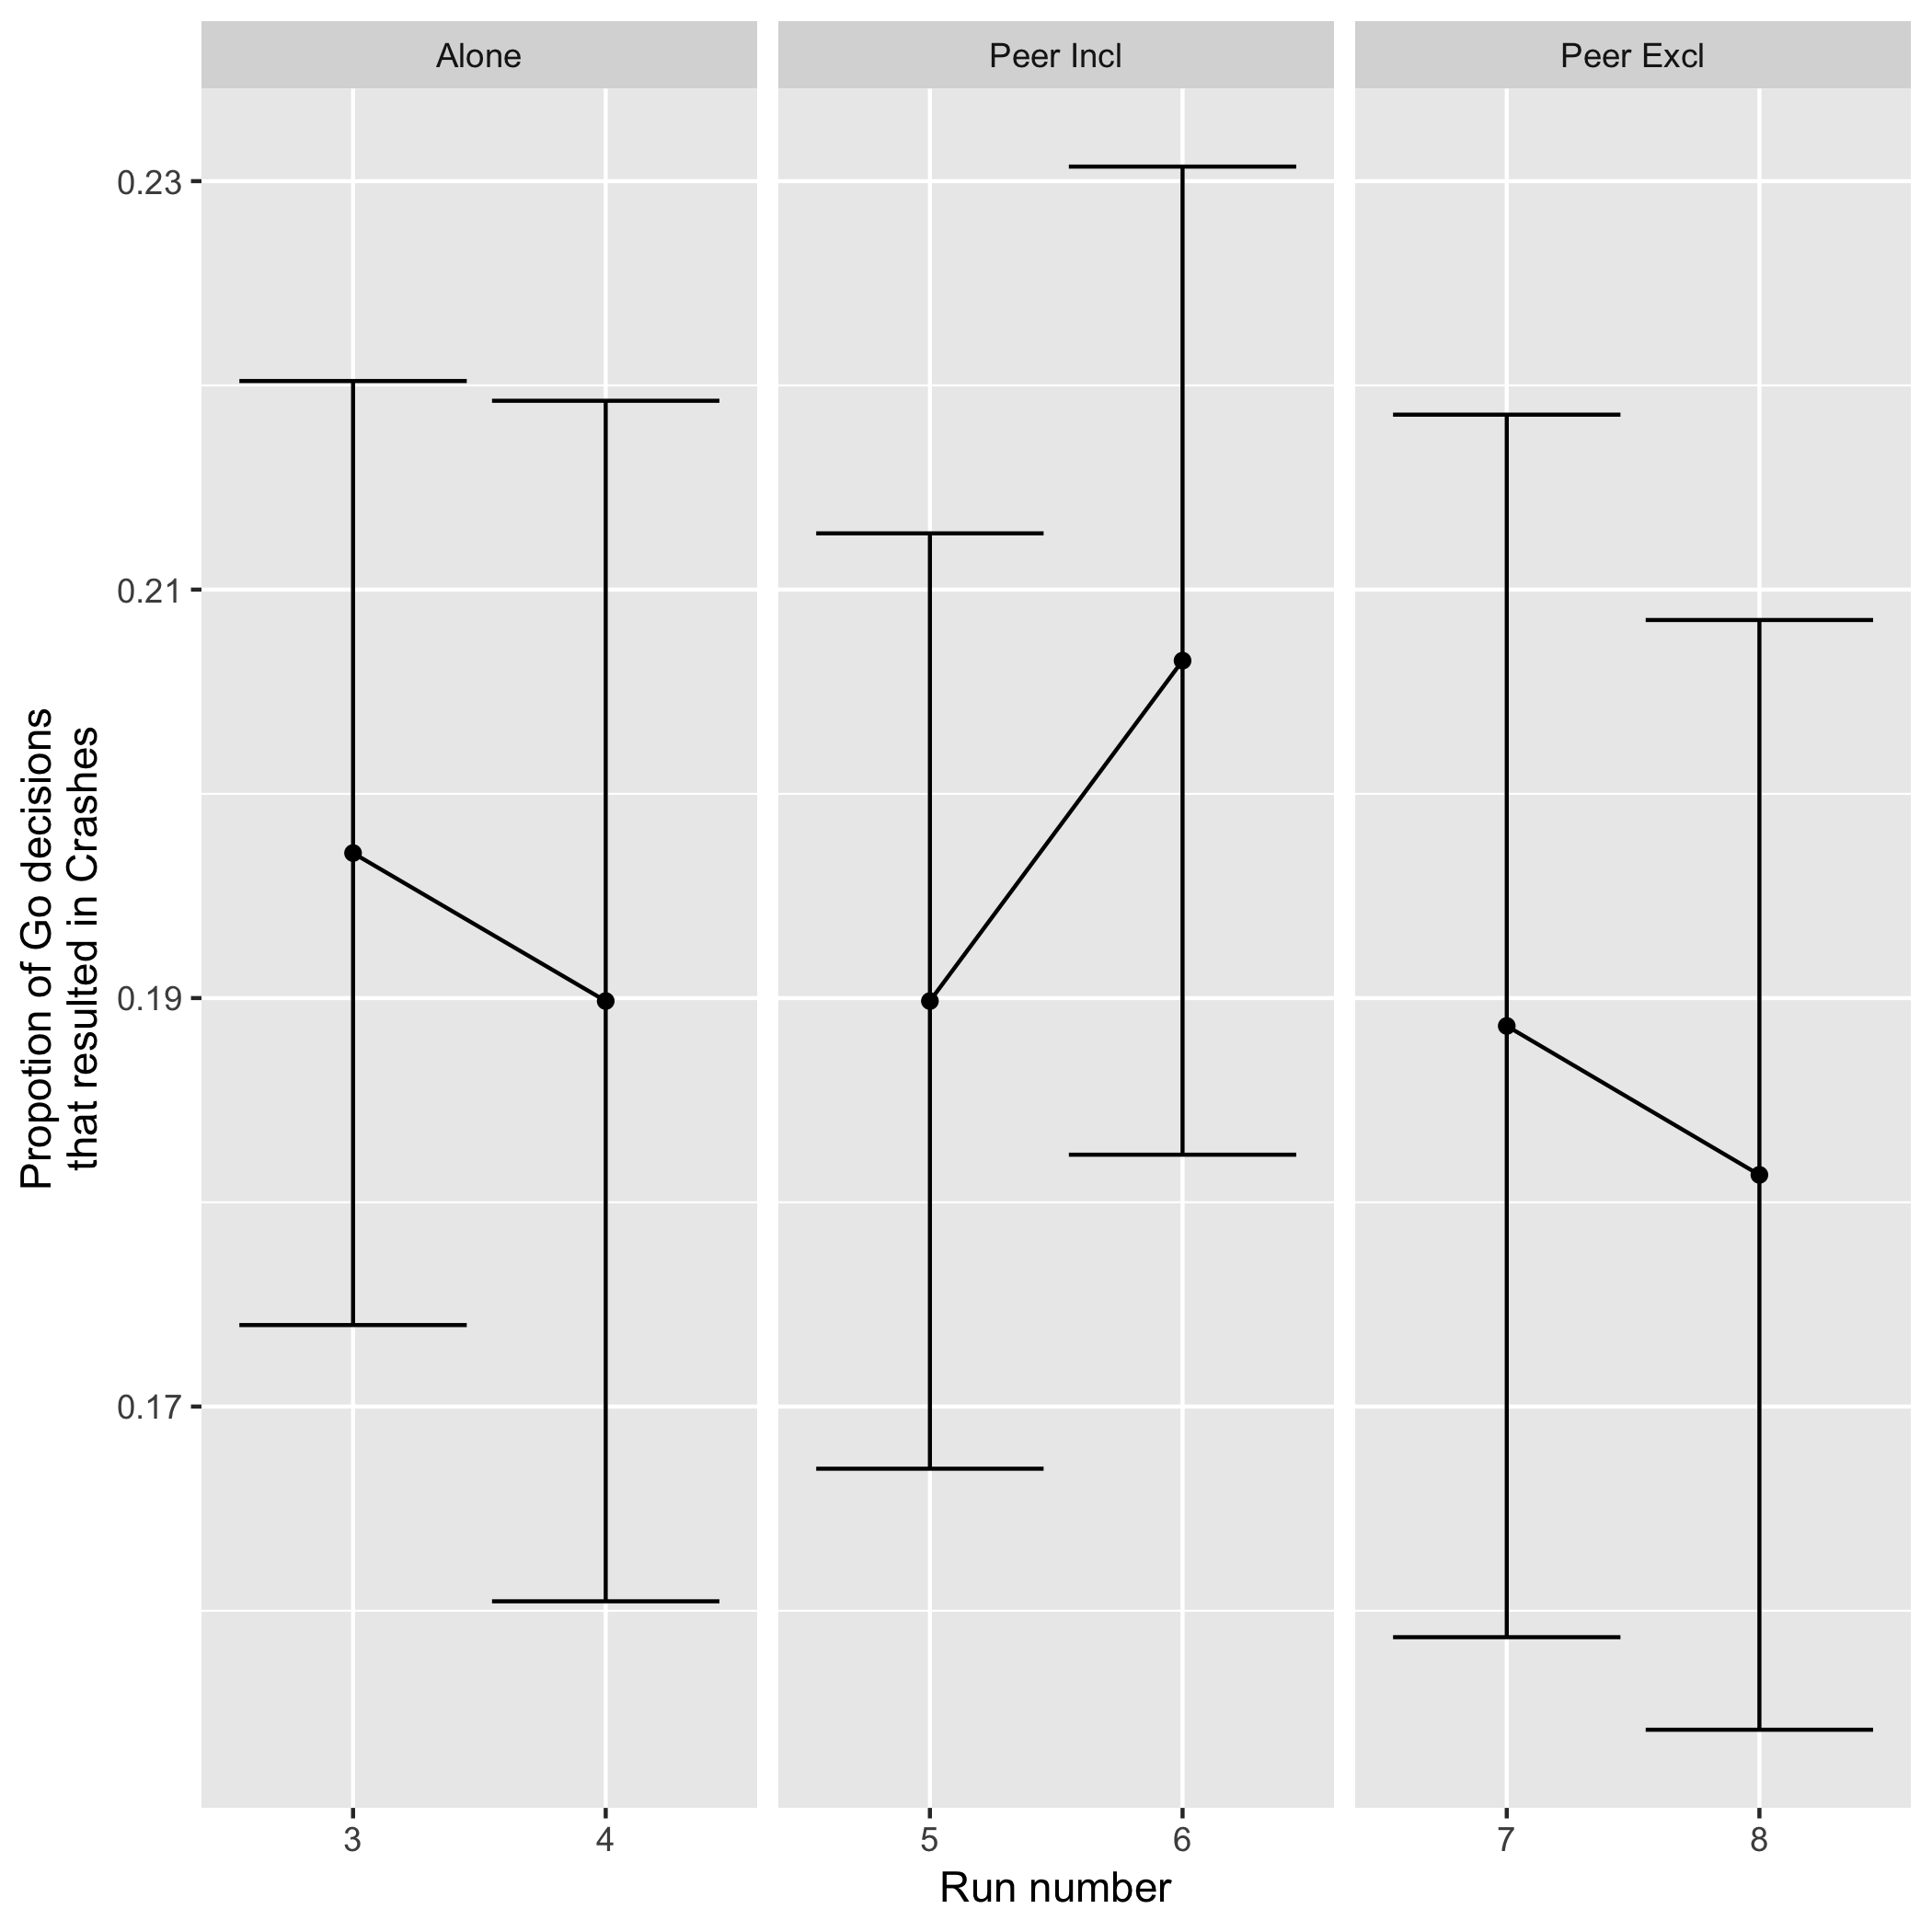 Alone
Peer Incl
Peer Excl
0.23
0.21
0.19
0.17
Propotion of Go decisions
that resulted in Crashes
3
4
5
6
7
8
Run number